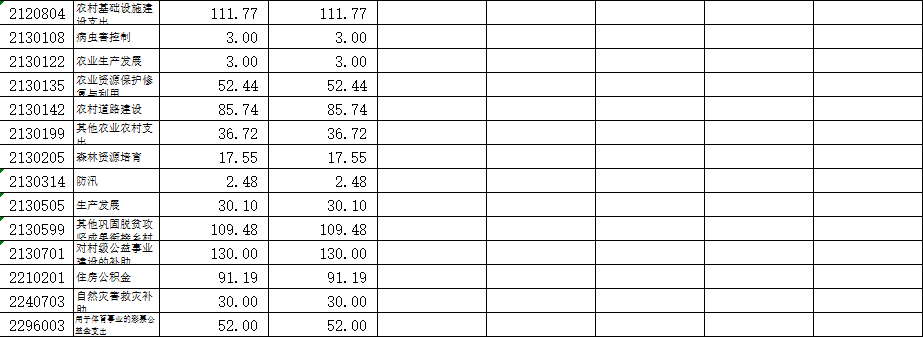 2120804 农村基础设施建设支出 111.77 111.77
2130108 病虫害控制 3.00 3.00
2130122 农业生产发展 3.00 3.00
2130135 农业资源保护修复与利用 52.44 52.44
2130142 农村道路建设 85.74 85.74
2130199 其他农业农村支出 36.72 36.72
2130205 森林资源培育 17.55 17.55
2130314 防汛 2.48 2.48
2130505 生产发展 30.10 30.10
2130599 其他巩固脱贫攻坚成果衔接乡村 109.48 109.48
2130701 对村级公益事业建设的补助 130.00 130.00
2210201 住房公积金 91.19 91.19
2240703 自然灾害救灾补助 30.00 30.00
2296003 用于体育事业的彩票公益金支出 52.00 52.00